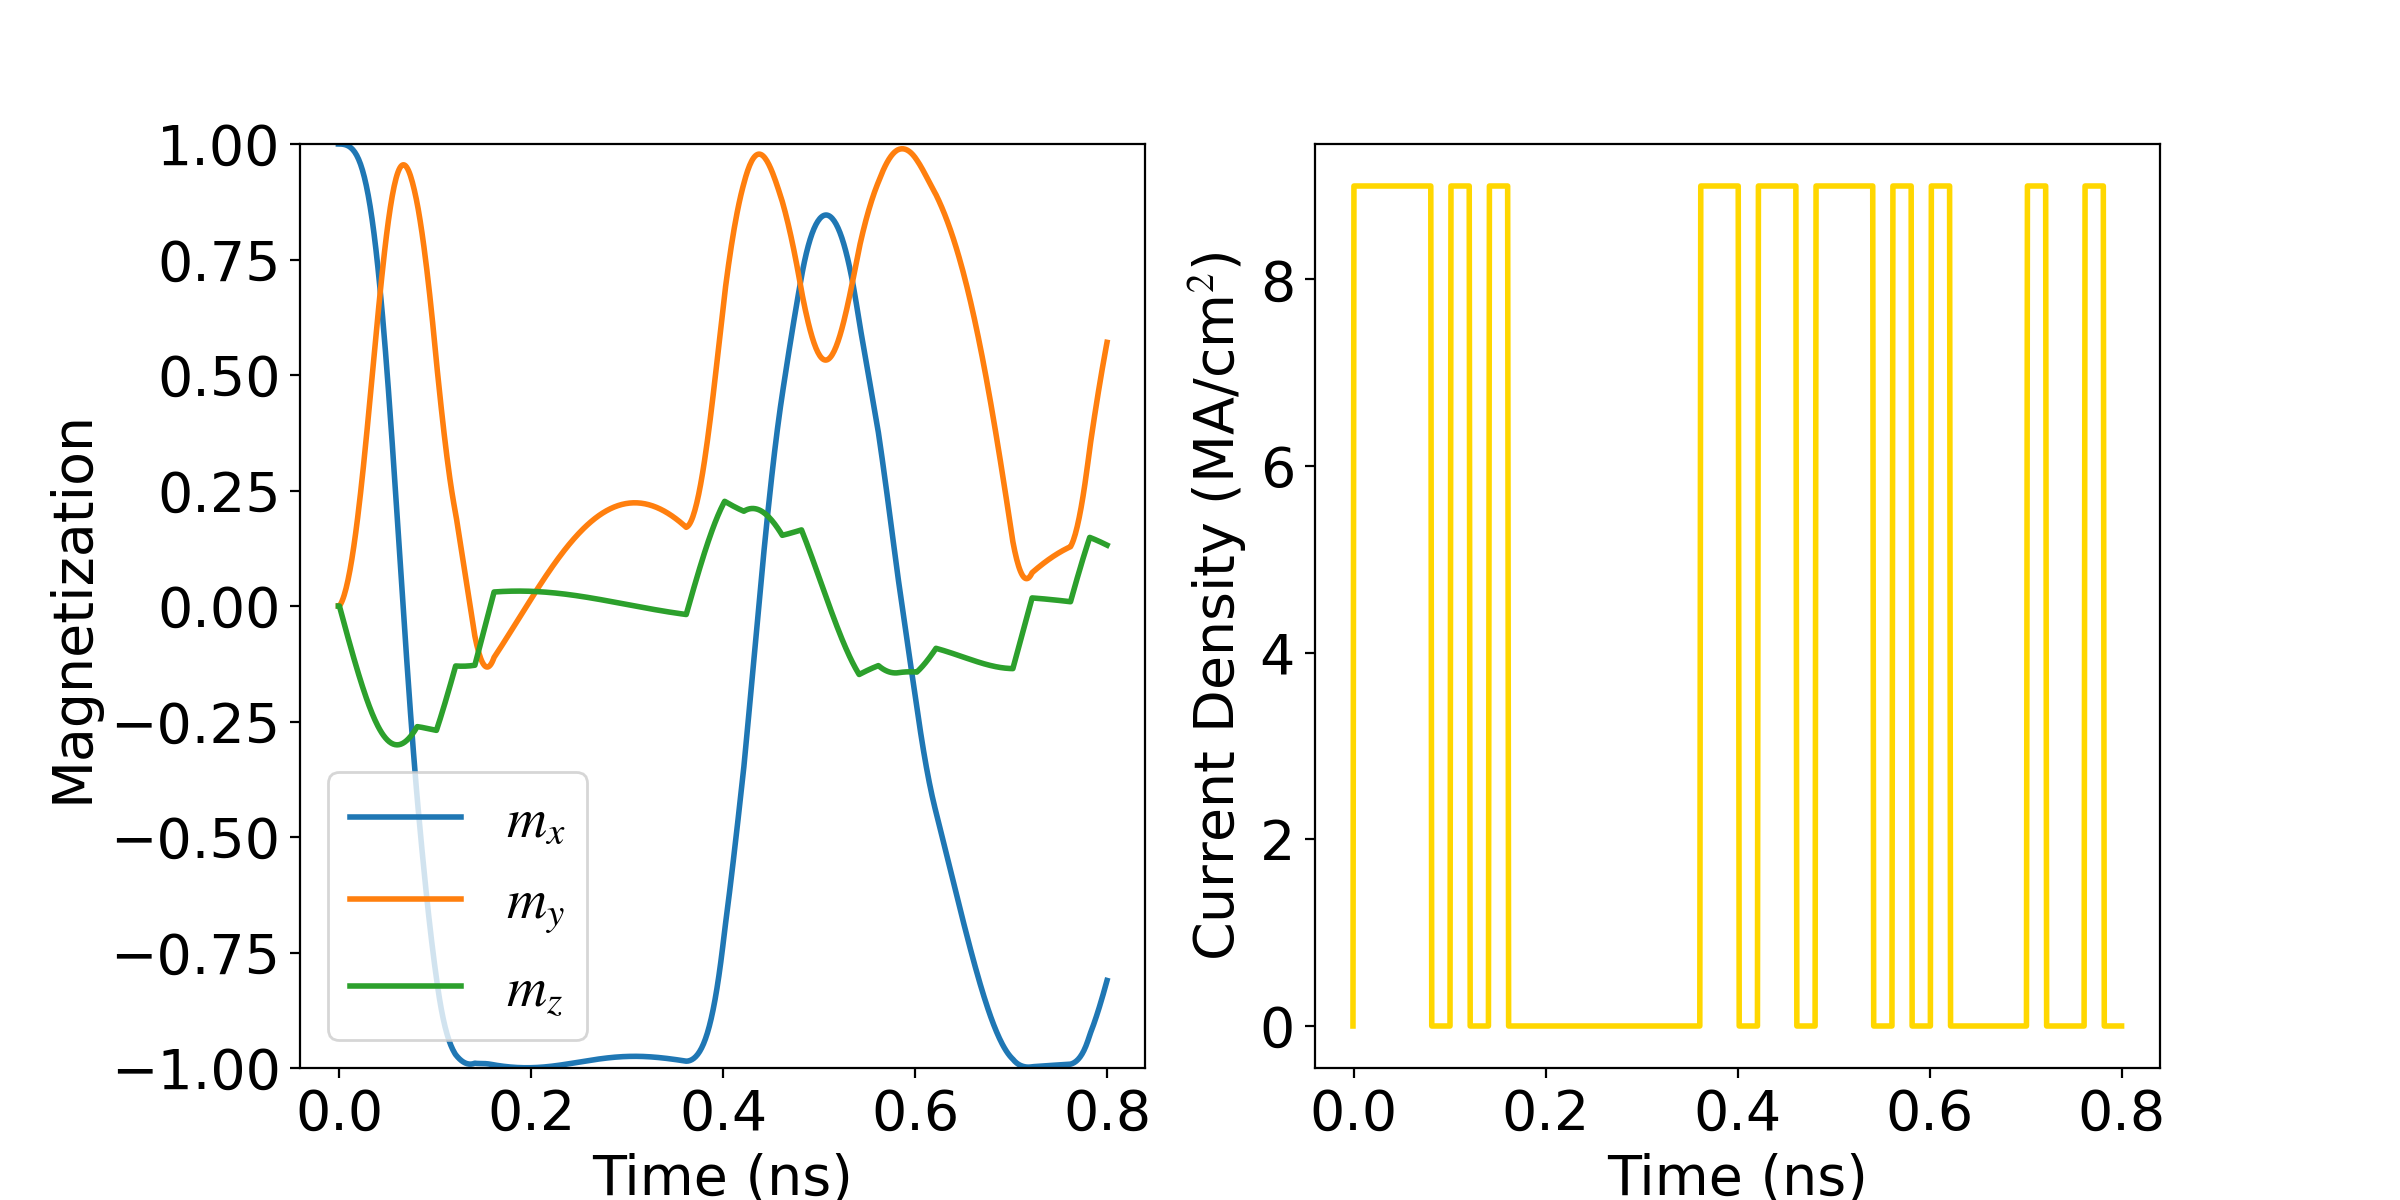 Magnetization
1.00
0.75
0.50
0.25
0.00
−0.25
−0.50
−0.75
−1.00
m_x
m_y
m_z
0.0 0.2 0.4 0.6 0.8
Time (ns)
Current Density (MA/cm²)
8
6
4
2
0
0.0 0.2 0.4 0.6 0.8
Time (ns)